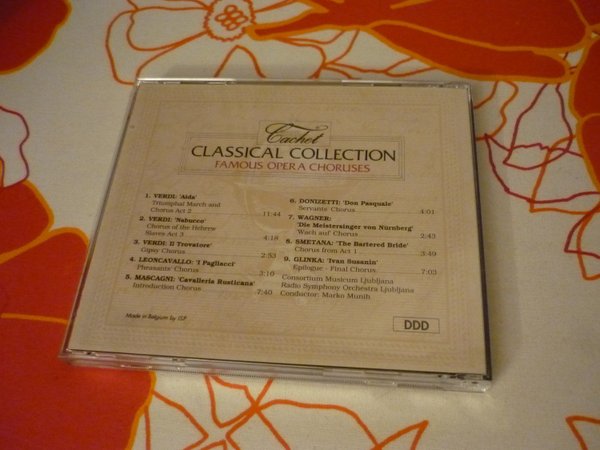 Cachet
CLASSICAL COLLECTION
FAMOUS OPERA CHORUSES
1. VERDI: 'Aida'
Triumphal March and
Chorus Act 2 11:44
2. VERDI: 'Nabucco'
Chorus of the Hebrew
Slaves Act 3 4:18
3. VERDI: Il Trovatore'
Gipsy Chorus 2:53
4. LEONCAVALLO: 'I Pagliacci'
Pheasants' Chorus 3:10
5. MASCAGNI: 'Cavalleria Rusticana'
Introduction Chorus 7:40
6. DONIZETTI: 'Don Pasquale'
Servants' Chorus 4:01
7. WAGNER:
'Die Meistersinger von Nürnberg'
'Wach auf' Chorus 2:43
8. SMETANA: 'The Bartered Bride'
Chorus from Act 1 3:49
9. GLINKA: 'Ivan Susanin'
Epilogue - Final Chorus 7:03
Consortium Musicum Ljubljana
Radio Symphony Orchestra Ljubljana
Conductor: Marko Munih
Made in Belgium by
DDD